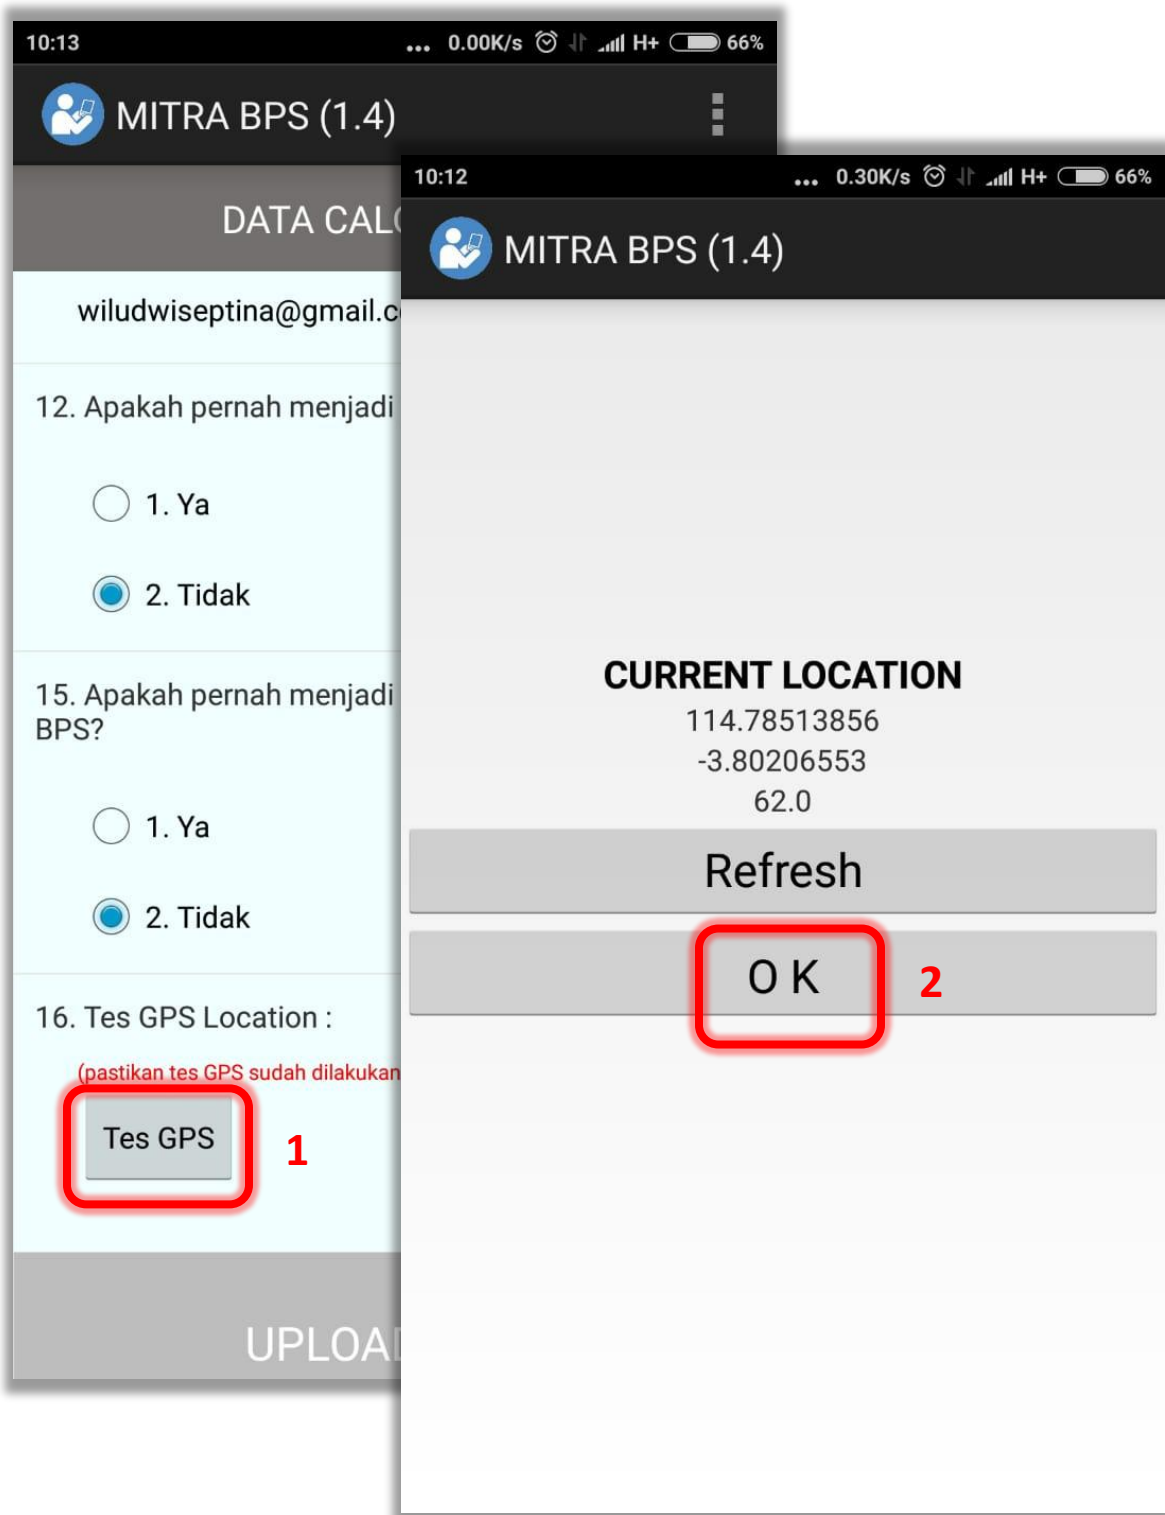 10:13
... 0.00K/s H+ 66%
MITRA BPS (1.4)
DATA
wiludwiseptina@gmail.
12. Apakah pernah menjadi
1. Ya
2. Tidak
15. Apakah pernah menjadi
BPS?
1. Ya
2. Tidak
16. Tes GPS Location :
(pastikan tes GPS sudah dilakukan
Tes GPS
1
10:12
... 0.30K/s H+ 66%
MITRA BPS (1.4)
CURRENT LOCATION
114.78513856
-3.80206553
62.0
Refresh
O K
2